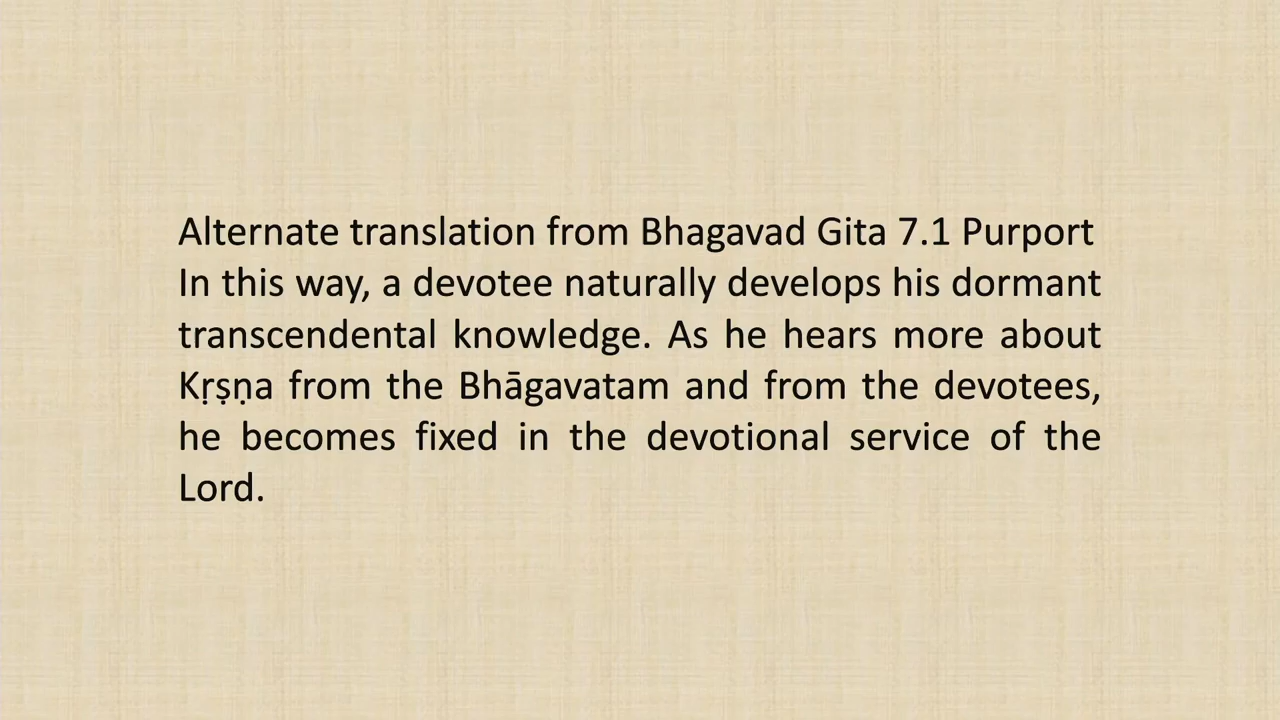 Alternate translation from Bhagavad Gita 7.1 Purport
In this way, a devotee naturally develops his dormant
transcendental knowledge. As he hears more about
Kṛṣṇa from the Bhāgavatam and from the devotees,
he becomes fixed in the devotional service of the
Lord.